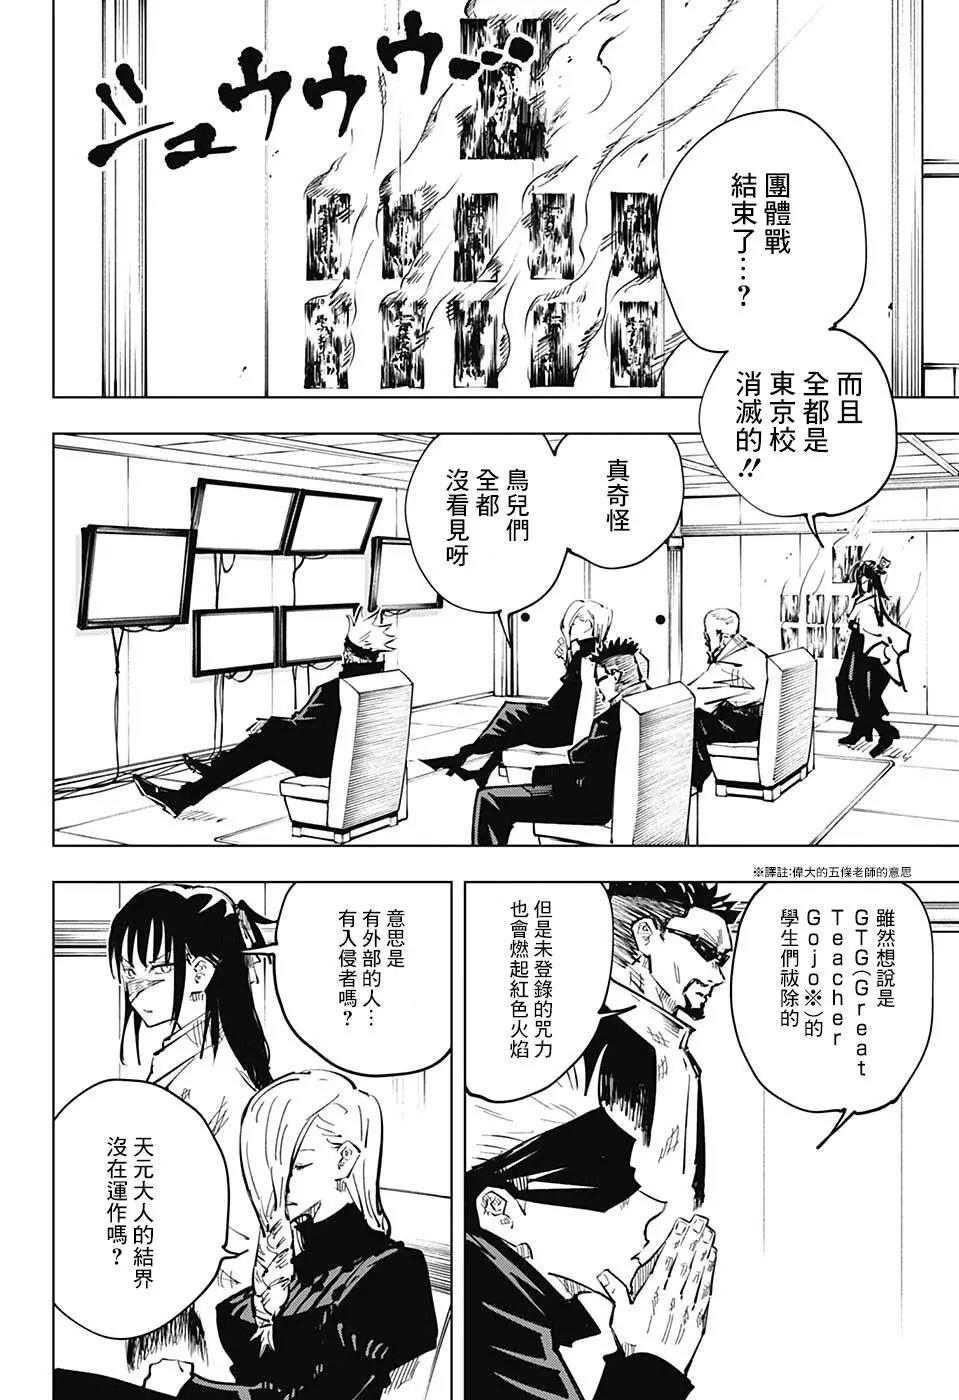 ジュウウウ…
團體戰
結束了…?
而且
全都是
東京校
消滅的!!
真奇怪
鳥兒們
全都
沒看見呀
※譯註:偉大的五條老師的意思
雖然想說是
GTG(Great
Teacher
Gojo※)的
學生們祓除的
但是未登錄的咒力
也會燃起紅色火焰
意思是
有外部的人…
有入侵者嗎?
天元大人的結界
沒在運作嗎?